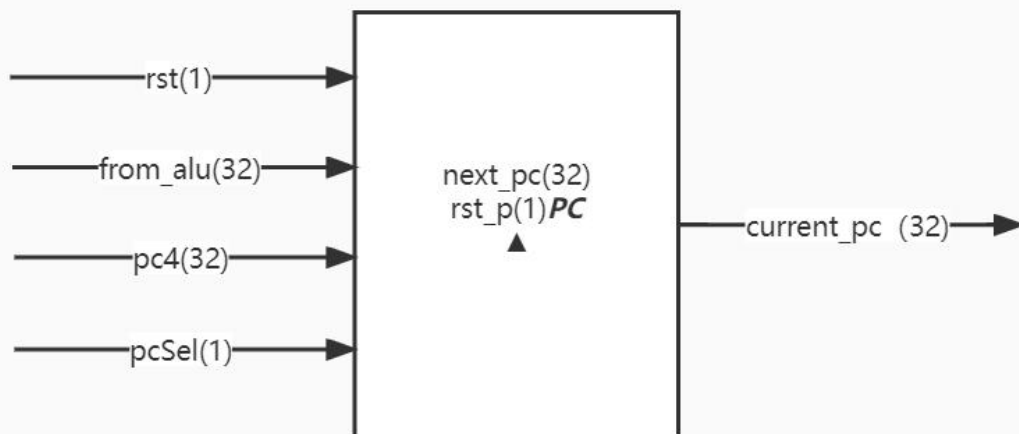 rst(1)
from_alu(32)
pc4(32)
pcSel(1)
next_pc(32)
rst_p(1)PC
current_pc (32)